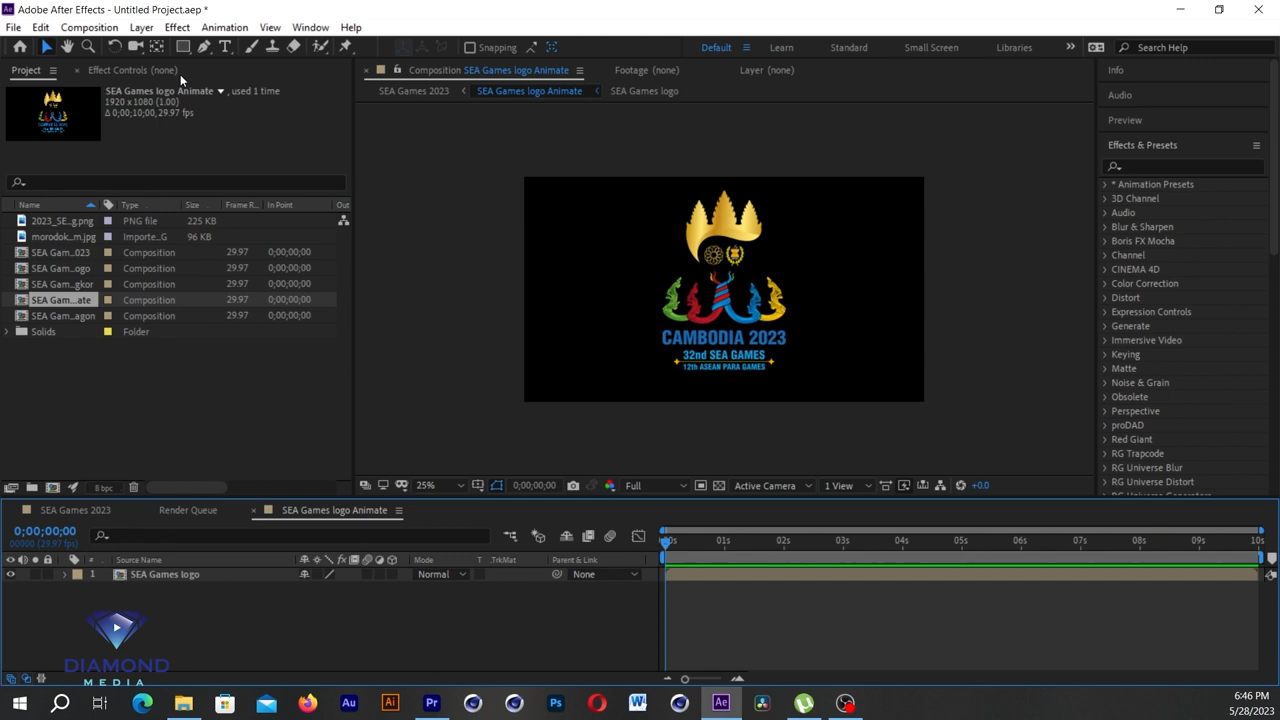 Adobe After Effects - Untitled Project.aep *
File Edit Composition Layer Effect Animation View Window Help
Snapping Default Learn Standard Small Screen Libraries Search Help
Project Effect Controls (none)
SEA Games logo Animate , used 1 time
1920 x 1080 (1.00)
Δ 0;00;10;00, 29.97 fps
Name Type Size Frame R... In Point Out
2023_SE...g.png PNG file 225 KB
morodok...m.jpg Importe...G 96 KB
SEA Gam...023 Composition 29.97 0;00;00;00
SEA Gam...ogo Composition 29.97 0;00;00;00
SEA Gam...gkor Composition 29.97 0;00;00;00
SEA Gam...ate Composition 29.97 0;00;00;00
SEA Gam...agon Composition 29.97 0;00;00;00
Solids Folder
8 bpc
Composition SEA Games logo Animate Footage (none) Layer (none)
SEA Games 2023 SEA Games logo Animate SEA Games logo
CAMBODIA 2023
32nd SEA GAMES
12th ASEAN PARA GAMES
25% 0;00;00;00 Full Active Camera 1 View +0.0
Info
Audio
Preview
Effects & Presets
* Animation Presets
3D Channel
Audio
Blur & Sharpen
Boris FX Mocha
Channel
CINEMA 4D
Color Correction
Distort
Expression Controls
Generate
Immersive Video
Keying
Matte
Noise & Grain
Obsolete
Perspective
proDAD
Red Giant
RG Trapcode
RG Universe Blur
RG Universe Distort
SEA Games 2023 Render Queue SEA Games logo Animate
0;00;00;00
00000 (29.97 fps)
:00s 01s 02s 03s 04s 05s 06s 07s 08s 09s 10s
# Source Name fx Mode T .TrkMat Parent & Link
1 SEA Games logo Normal None
DIAMOND
MEDIA
Au Ai Pr Ps W Ae
6:46 PM
5/28/2023